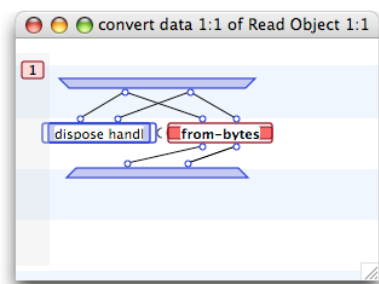 convert data 1:1 of Read Object 1:1
1
dispose handl
from-bytes